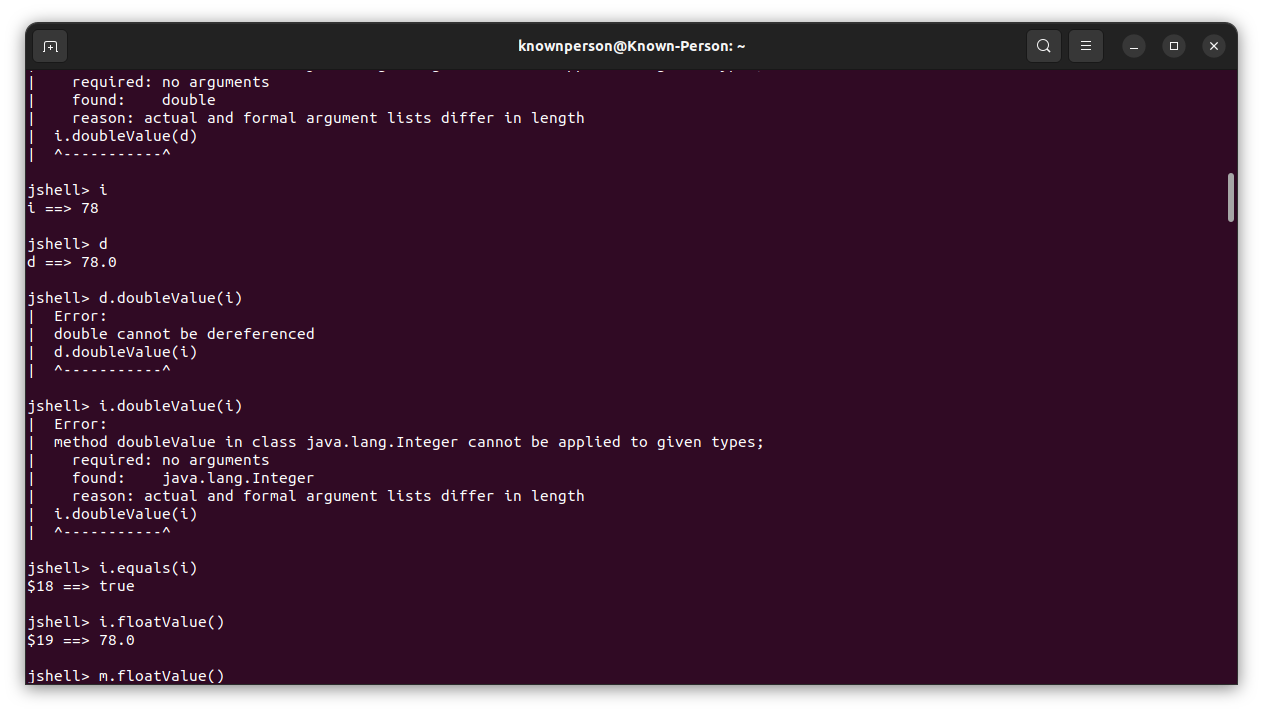 knownperson@Known-Person: ~
|    required: no arguments
|    found:    double
|    reason: actual and formal argument lists differ in length
|  i.doubleValue(d)
|  ^-----------^
jshell> i
i ==> 78
jshell> d
d ==> 78.0
jshell> d.doubleValue(i)
|  Error:
|  double cannot be dereferenced
|  d.doubleValue(i)
|  ^-----------^
jshell> i.doubleValue(i)
|  Error:
|  method doubleValue in class java.lang.Integer cannot be applied to given types;
|    required: no arguments
|    found:    java.lang.Integer
|    reason: actual and formal argument lists differ in length
|  i.doubleValue(i)
|  ^-----------^
jshell> i.equals(i)
$18 ==> true
jshell> i.floatValue()
$19 ==> 78.0
jshell> m.floatValue()